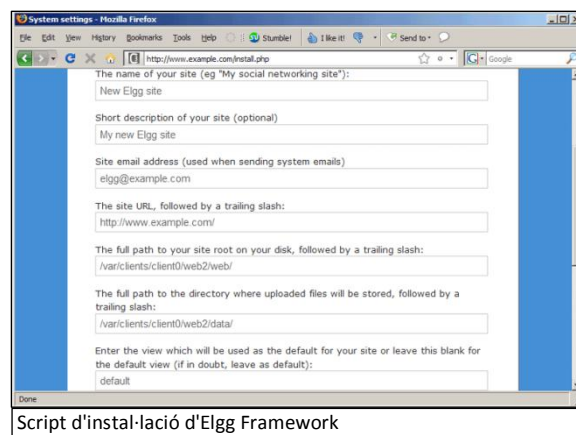 System settings - Mozilla Firefox
File Edit View History Bookmarks Tools Help Stumble! I like it! Send to
http://www.example.com/install.php Google
The name of your site (eg "My social networking site"):
New Elgg site
Short description of your site (optional)
My new Elgg site
Site email address (used when sending system emails)
elgg@example.com
The site URL, followed by a trailing slash:
http://www.example.com/
The full path to your site root on your disk, followed by a trailing slash:
/var/clients/client0/web2/web/
The full path to the directory where uploaded files will be stored, followed by a
trailing slash:
/var/clients/client0/web2/data/
Enter the view which will be used as the default for your site or leave this blank for
the default view (if in doubt, leave as default):
default
Done
Script d'instal·lació d'Elgg Framework